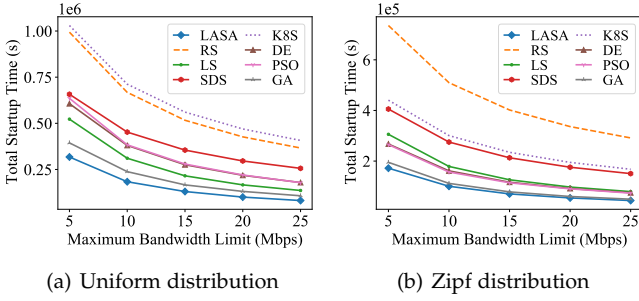 1e6
Total Startup Time (s)
1.00
0.75
0.50
0.25
LASA
RS
LS
SDS
K8S
DE
PSO
GA
5 10 15 20 25
Maximum Bandwidth Limit (Mbps)
(a) Uniform distribution
1e5
Total Startup Time (s)
6
4
2
LASA
RS
LS
SDS
K8S
DE
PSO
GA
5 10 15 20 25
Maximum Bandwidth Limit (Mbps)
(b) Zipf distribution